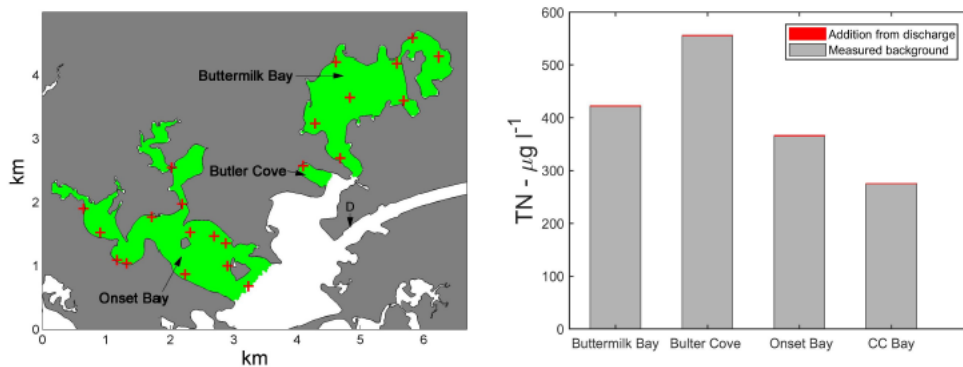 Buttermilk Bay
Butler Cove
D
Onset Bay
km
4
3
2
1
0
0
1
2
3
4
5
6
km
TN - μg l-1
600
500
400
300
200
100
0
Addition from discharge
Measured background
Buttermilk Bay
Bulter Cove
Onset Bay
CC Bay